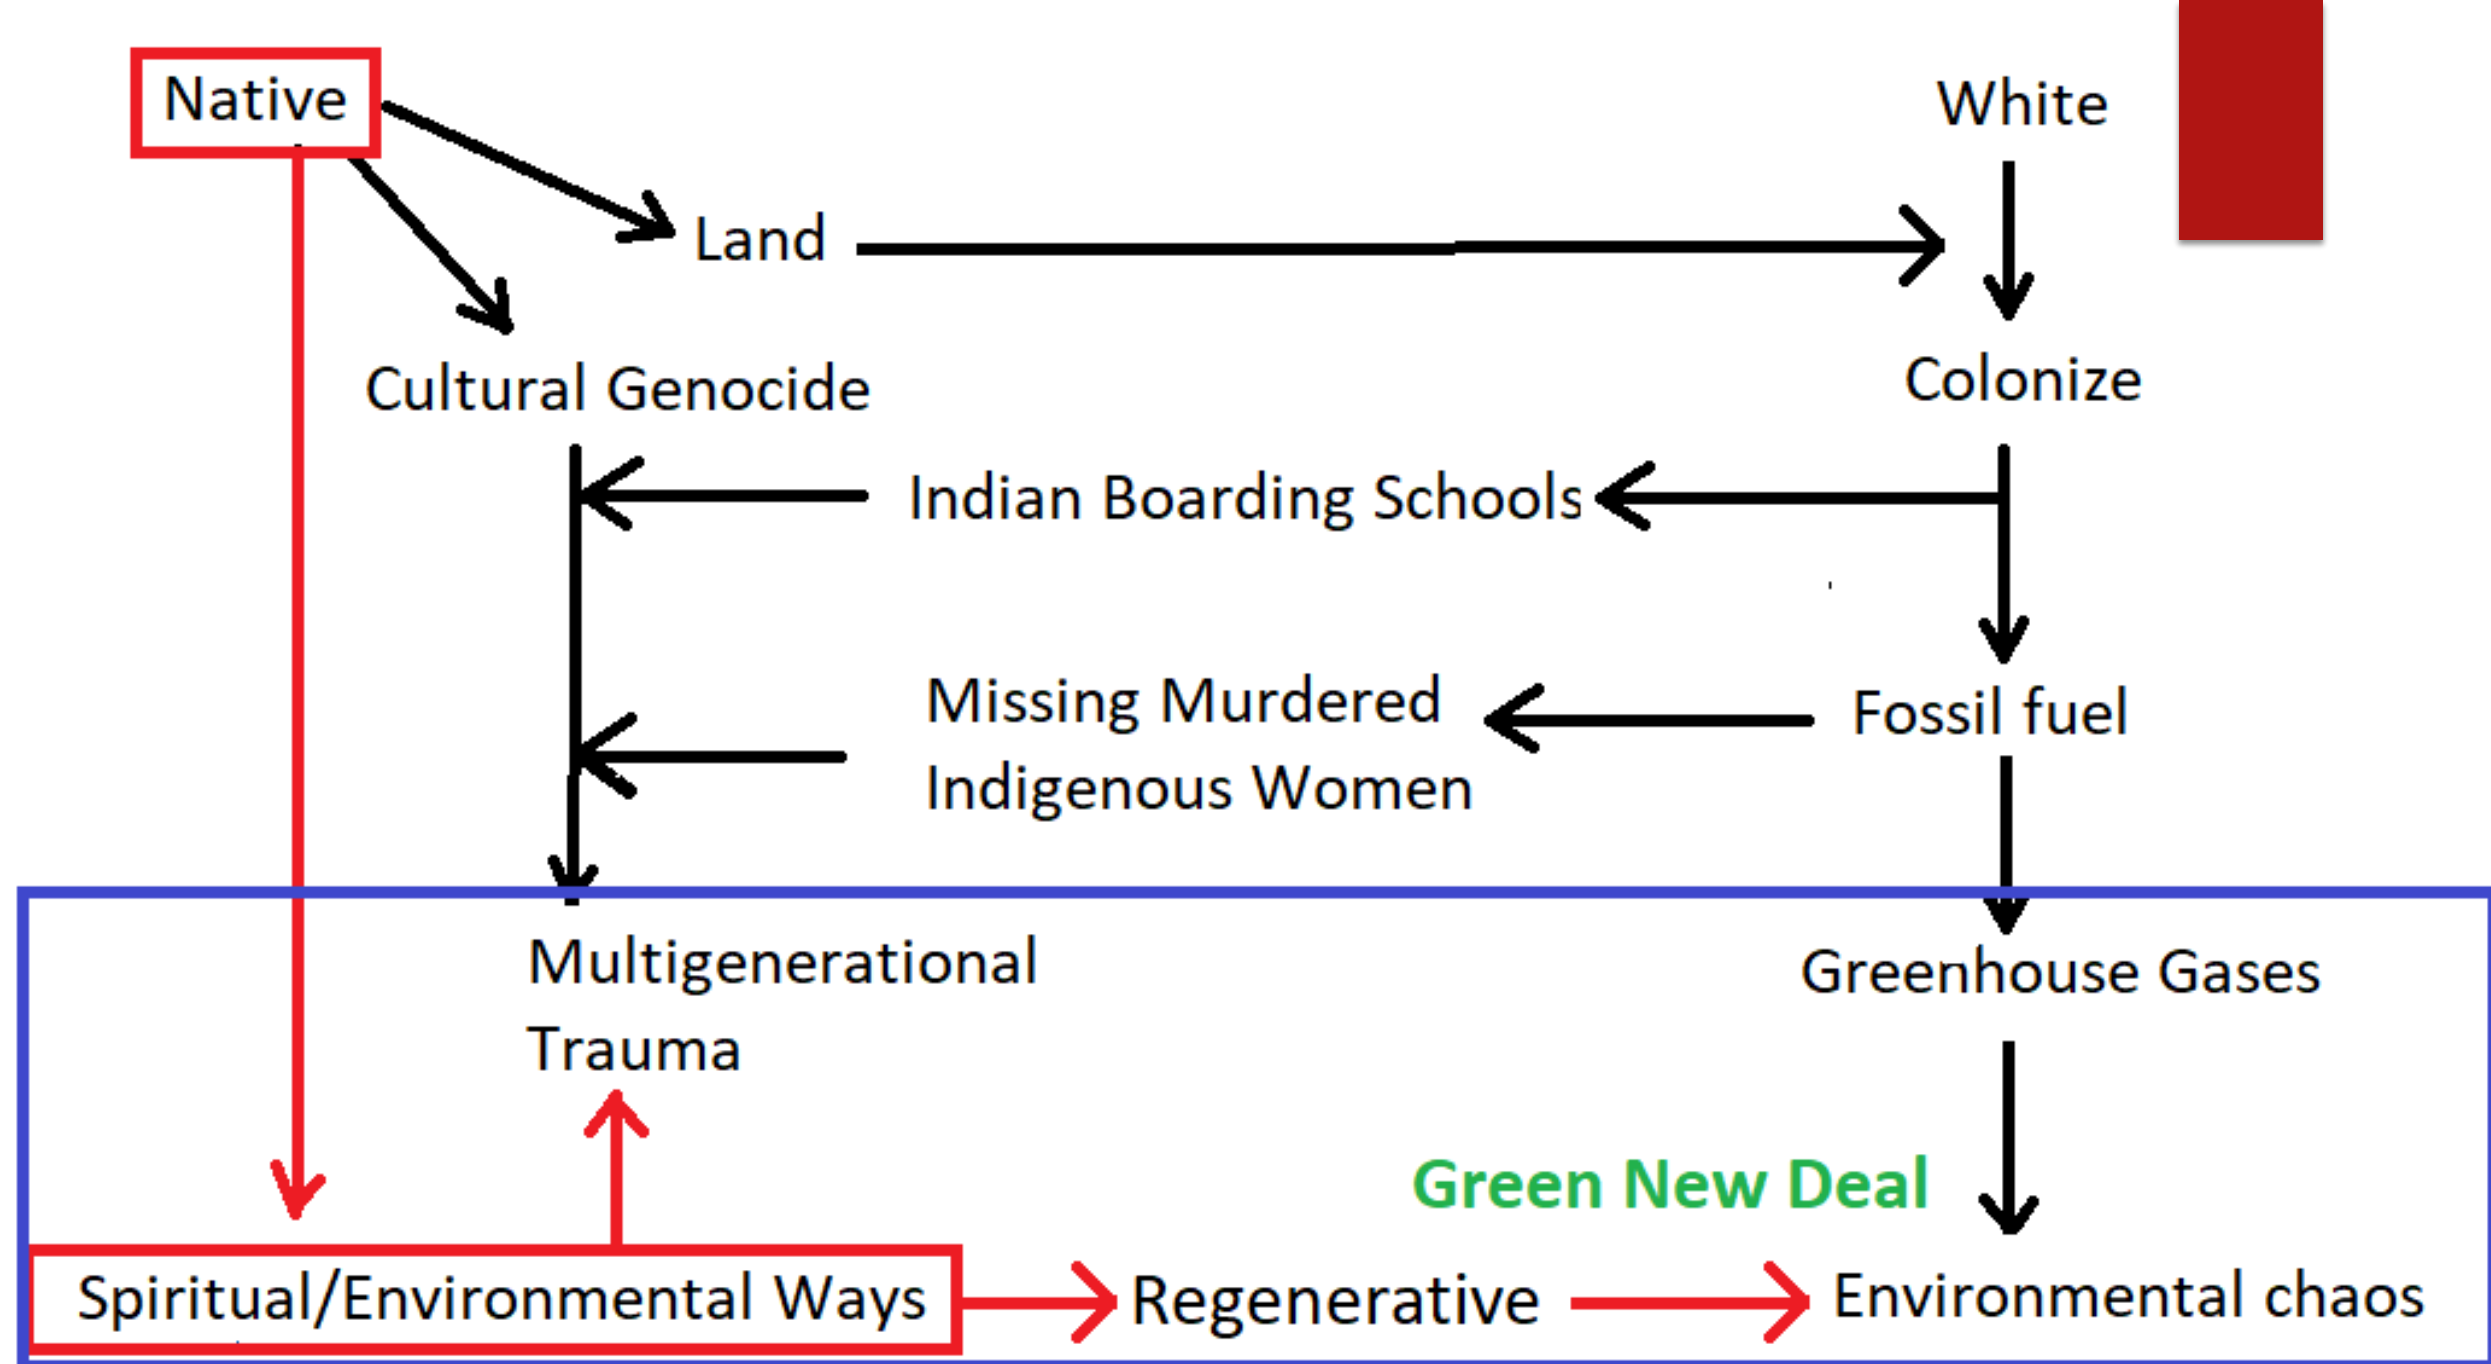 Native
White
Land
Cultural Genocide
Colonize
Indian Boarding Schools
Missing Murdered
Indigenous Women
Fossil fuel
Multigenerational
Trauma
Greenhouse Gases
Green New Deal
Spiritual/Environmental Ways
Regenerative
Environmental chaos